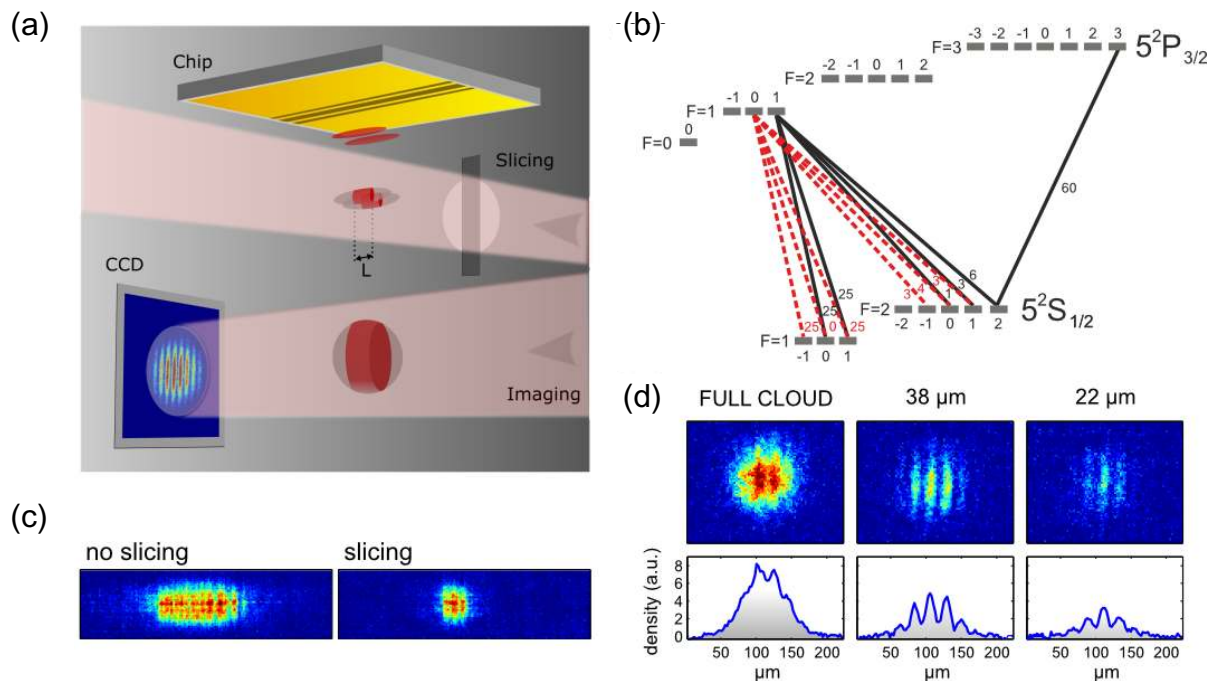 (a)
Chip
Slicing
L
CCD
Imaging
(b)
-3 -2 -1 0 1 2 3
F=3
5²P₃/₂
-2 -1 0 1 2
F=2
-1 0 1
F=1
0
F=0
60
6
3 4 1 3 3
25
25
25 0 25
F=2
-2 -1 0 1 2
5²S₁/₂
F=1
-1 0 1
(c)
no slicing
slicing
(d)
FULL CLOUD
38 µm
22 µm
density (a.u.)
8
6
4
2
0
50 100 150 200
50 100 150 200
50 100 150 200
µm
µm
µm